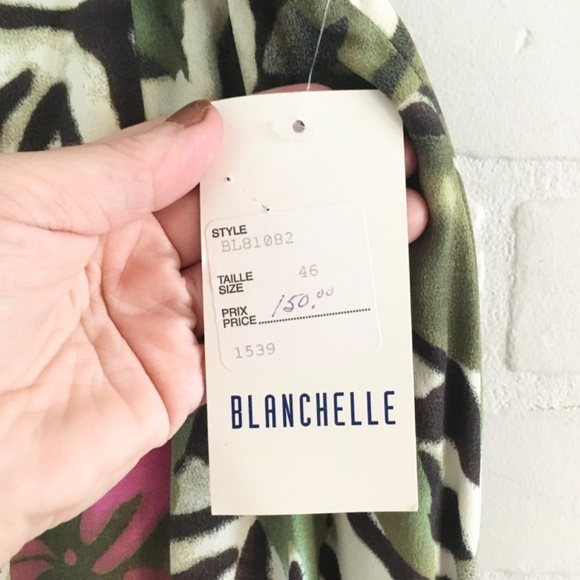 STYLE
BL81082
TAILLE
SIZE 46
PRIX
PRICE 150.00
1539
BLANCHELLE